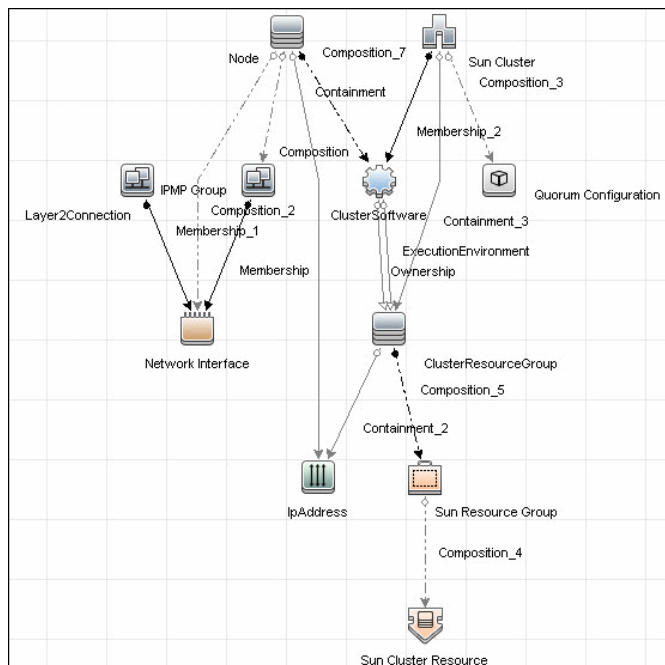 Node
Composition_7
Sun Cluster
Composition_3
Containment
Membership_2
Composition
IPMP Group
Layer2Connection
Composition_2
ClusterSoftware
Quorum Configuration
Membership_1
Containment_3
ExecutionEnvironment
Membership
Ownership
Network Interface
ClusterResourceGroup
Composition_5
Containment_2
IpAddress
Sun Resource Group
Composition_4
Sun Cluster Resource